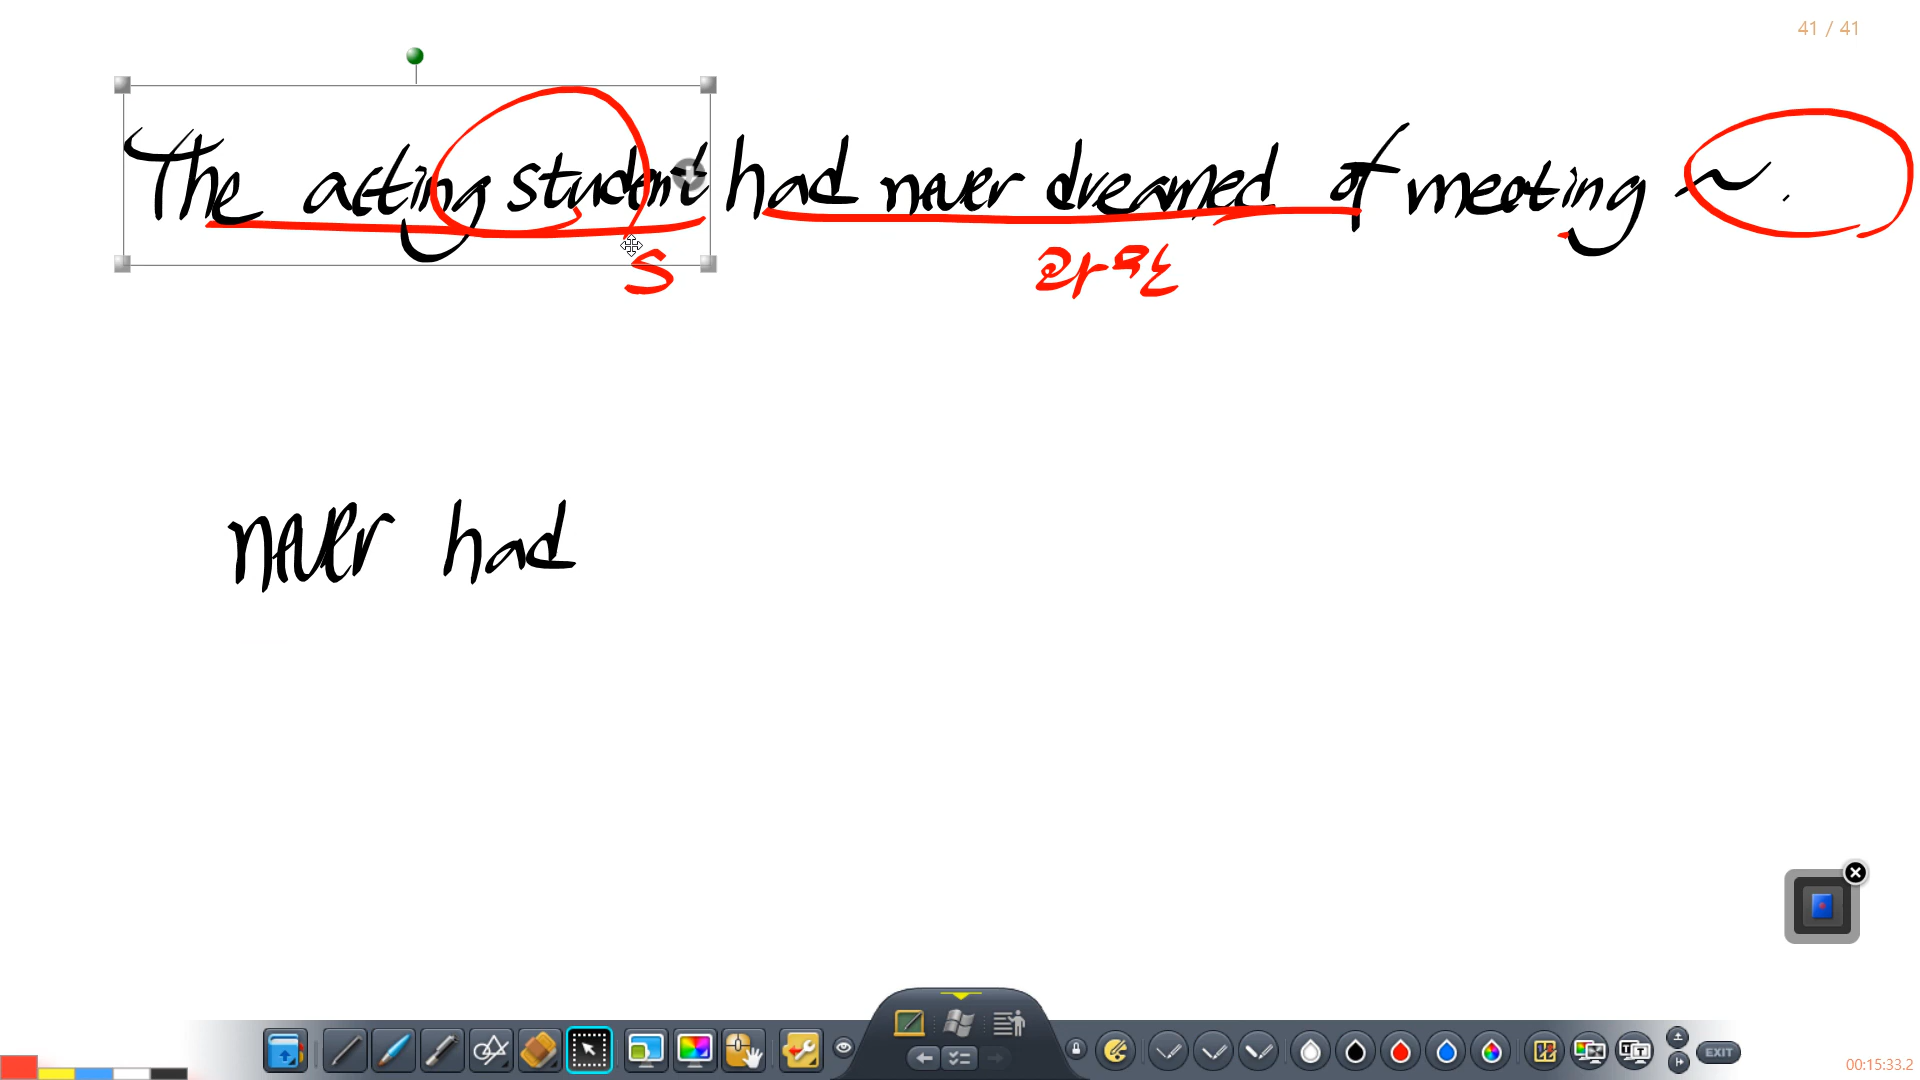 41 / 41
The acting student had never dreamed of meeting ~.
S 과완
never had
EXIT
00:15:33.2